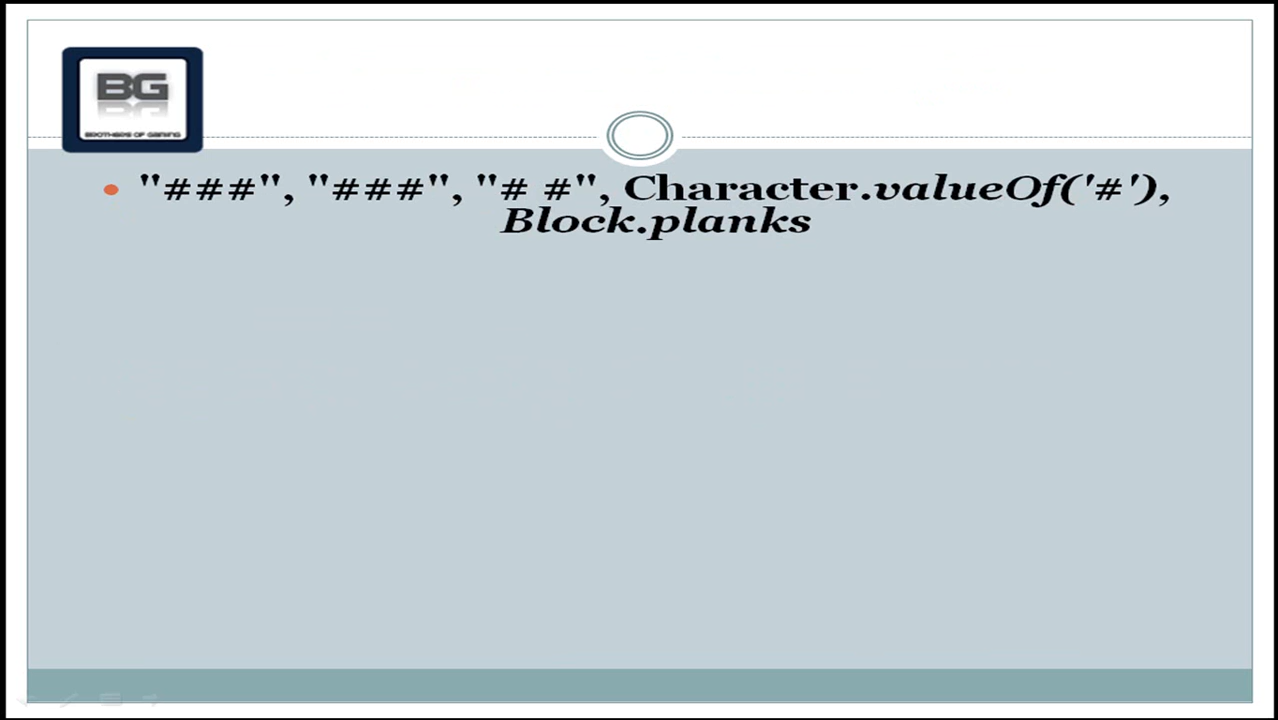 BG
BROTHERS OF GAMING
"###", "###", "# #", Character.valueOf('#'),
Block.planks